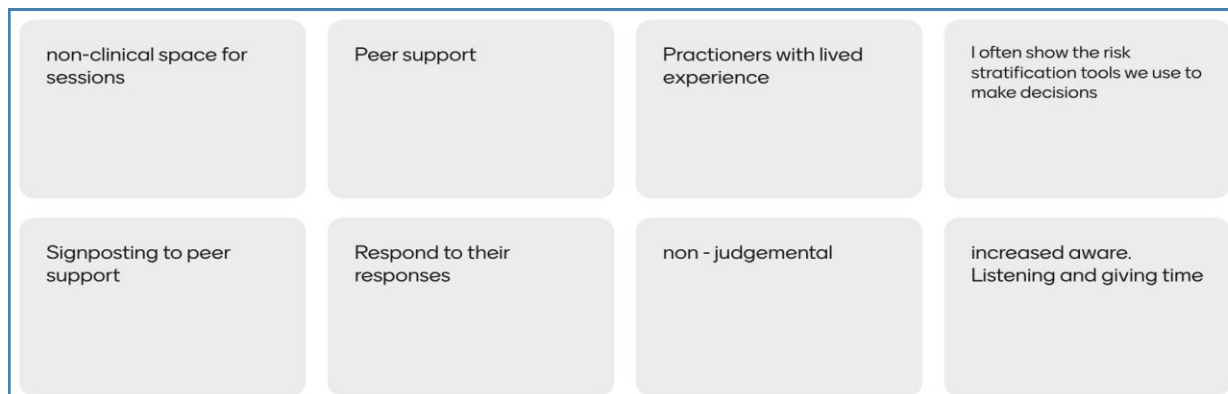 non-clinical space for
sessions
Peer support
Practioners with lived
experience
I often show the risk
stratification tools we use to
make decisions
Signposting to peer
support
Respond to their
responses
non - judgemental
increased aware.
Listening and giving time